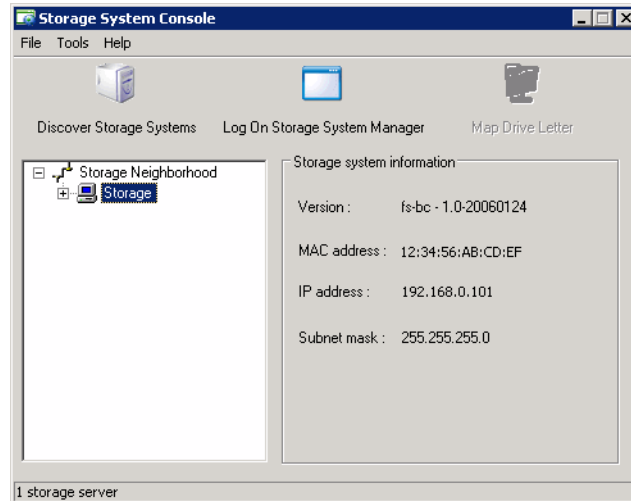 Storage System Console
File Tools Help
Discover Storage Systems Log On Storage System Manager Map Drive Letter
Storage Neighborhood
Storage
Storage system information
Version : fs-bc - 1.0-20060124
MAC address : 12:34:56:AB:CD:EF
IP address : 192.168.0.101
Subnet mask : 255.255.255.0
1 storage server